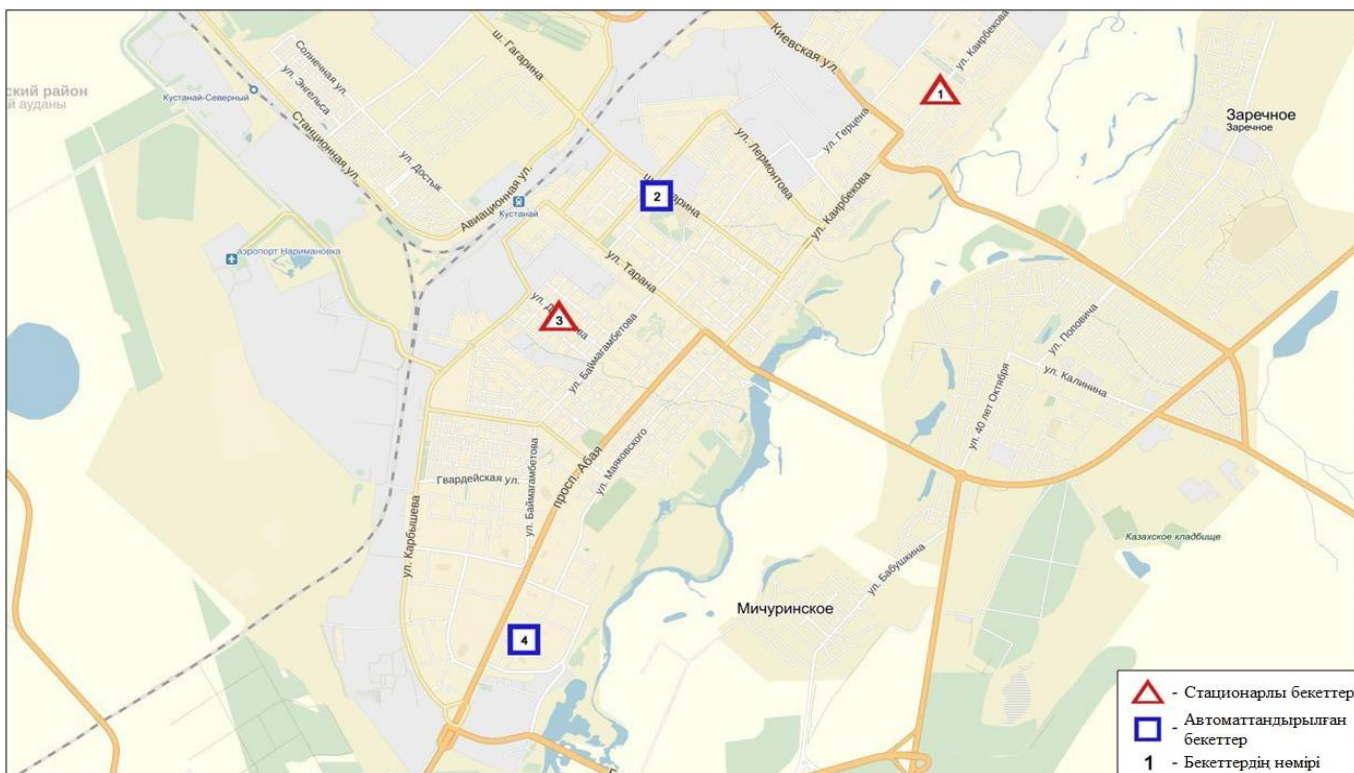 ш. Гагарина
Киевская ул.
ул. Каирбекова
Солнечная ул.
ул. Энгельса
ский район
й ауданы
Кустанай-Северный
1
Заречное
Заречное
Станционная ул.
ул. Достык
ул. Лермонтова
ул. Герцена
Авиационная ул.
2
Кустанай
ул. Каирбекова
аэропорт Наримановка
ул. Тарана
3
ул. Баймагамбетова
ул. Поповича
ул. Калинина
ул. 40 лет Октября
просп. Абая
ул. Маяковского
Гвардейская ул.
ул. Баймагамбетова
ул. Карбышева
Казахское кладбище
ул. Бабушкина
Мичуринское
4
- Стационарлы бекеттер
- Автоматтандырылған
бекеттер
1 - Бекеттердің нөмірі